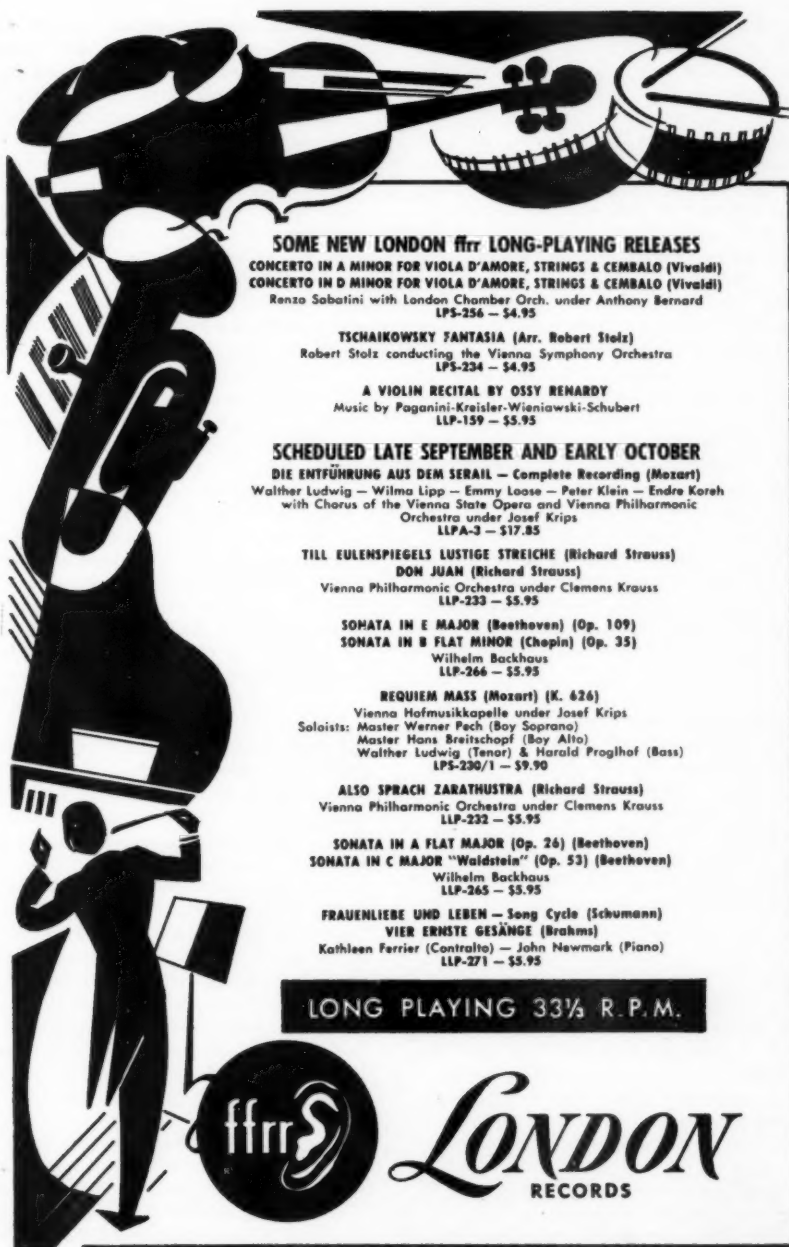 SOME NEW LONDON ffrr LONG-PLAYING RELEASES
CONCERTO IN A MINOR FOR VIOLA D'AMORE, STRINGS & CEMBALO (Vivaldi)
CONCERTO IN D MINOR FOR VIOLA D'AMORE, STRINGS & CEMBALO (Vivaldi)
Renzo Sabatini with London Chamber Orch. under Anthony Bernard
LPS-256 — $4.95
TSCHAIKOWSKY FANTASIA (Arr. Robert Stolz)
Robert Stolz conducting the Vienna Symphony Orchestra
LPS-234 — $4.95
A VIOLIN RECITAL BY OSSY RENARDY
Music by Paganini-Kreisler-Wieniawski-Schubert
LLP-159 — $5.95
SCHEDULED LATE SEPTEMBER AND EARLY OCTOBER
DIE ENTFÜHRUNG AUS DEM SERAIL — Complete Recording (Mozart)
Walther Ludwig — Wilma Lipp — Emmy Loose — Peter Klein — Endre Koreh
with Chorus of the Vienna State Opera and Vienna Philharmonic
Orchestra under Josef Krips
LLPA-3 — $17.85
TILL EULENSPIEGELS LUSTIGE STREICHE (Richard Strauss)
DON JUAN (Richard Strauss)
Vienna Philharmonic Orchestra under Clemens Krauss
LLP-233 — $5.95
SONATA IN E MAJOR (Beethoven) (Op. 109)
SONATA IN B FLAT MINOR (Chopin) (Op. 35)
Wilhelm Backhaus
LLP-266 — $5.95
REQUIEM MASS (Mozart) (K. 626)
Vienna Hofmusikkapelle under Josef Krips
Soloists: Master Werner Pech (Boy Soprano)
Master Hans Breitschopf (Boy Alto)
Walther Ludwig (Tenor) & Harald Proglhof (Bass)
LPS-230/1 — $9.90
ALSO SPRACH ZARATHUSTRA (Richard Strauss)
Vienna Philharmonic Orchestra under Clemens Krauss
LLP-232 — $5.95
SONATA IN A FLAT MAJOR (Op. 26) (Beethoven)
SONATA IN C MAJOR "Waldstein" (Op. 53) (Beethoven)
Wilhelm Backhaus
LLP-265 — $5.95
FRAUENLIEBE UND LEBEN — Song Cycle (Schumann)
VIER ERNSTE GESÄNGE (Brahms)
Kathleen Ferrier (Contralto) — John Newmark (Piano)
LLP-271 — $5.95
LONG PLAYING 33⅓ R.P.M.
ffrr
®
LONDON
RECORDS